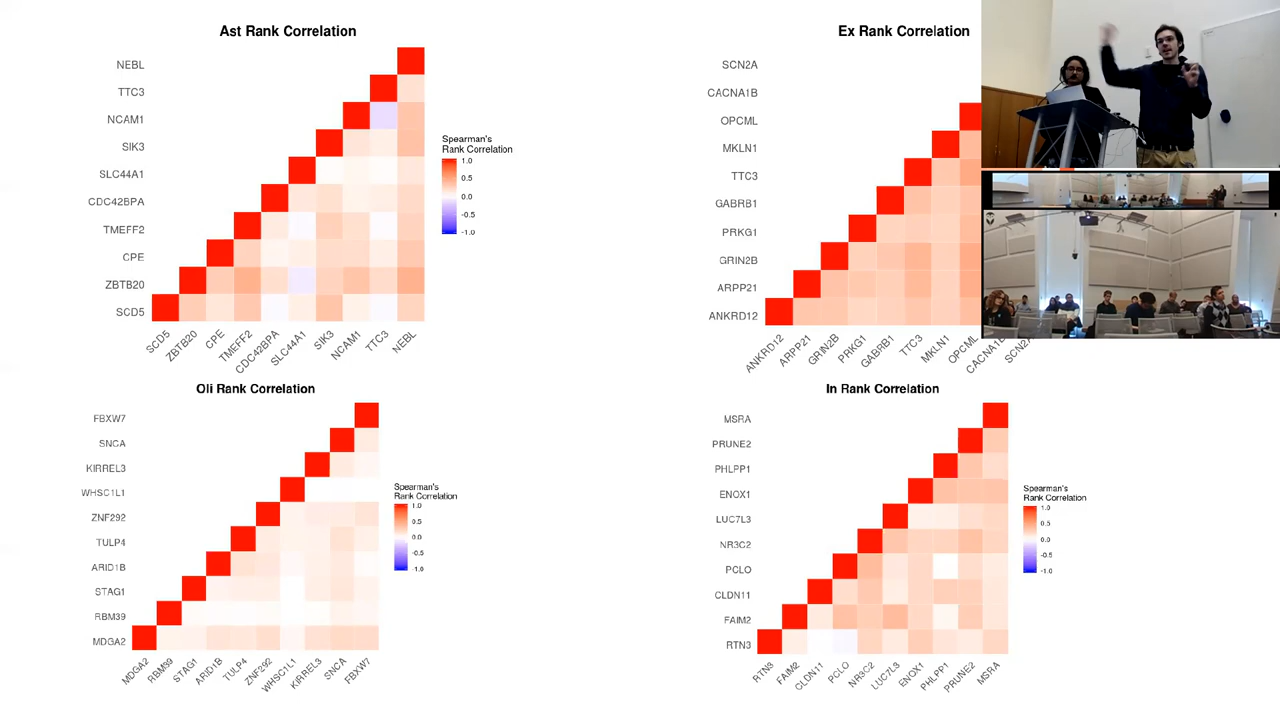 Ast Rank Correlation
NEBL
TTC3
NCAM1
SIK3
SLC44A1
CDC42BPA
TMEFF2
CPE
ZBTB20
SCD5
SCD5
ZBTB20
CPE
TMEFF2
CDC42BPA
SLC44A1
SIK3
NCAM1
TTC3
NEBL
Spearman's
Rank Correlation
1.0
0.5
0.0
-0.5
-1.0
Ex Rank Correlation
SCN2A
CACNA1B
OPCML
MKLN1
TTC3
GABRB1
PRKG1
GRIN2B
ARPP21
ANKRD12
ANKRD12
ARPP21
GRIN2B
PRKG1
GABRB1
TTC3
MKLN1
OPCML
CACNA1B
SCN2A
Oli Rank Correlation
FBXW7
SNCA
KIRREL3
WHSC1L1
ZNF292
TULP4
ARID1B
STAG1
RBM39
MDGA2
MDGA2
RBM39
STAG1
ARID1B
TULP4
ZNF292
WHSC1L1
KIRREL3
SNCA
FBXW7
Spearman's
Rank Correlation
1.0
0.5
0.0
-0.5
-1.0
In Rank Correlation
MSRA
PRUNE2
PHLPP1
ENOX1
LUC7L3
NR3C2
PCLO
CLDN11
FAIM2
RTN3
RTN3
FAIM2
CLDN11
PCLO
NR3C2
LUC7L3
ENOX1
PHLPP1
PRUNE2
MSRA
Spearman's
Rank Correlation
1.0
0.5
0.0
-0.5
-1.0